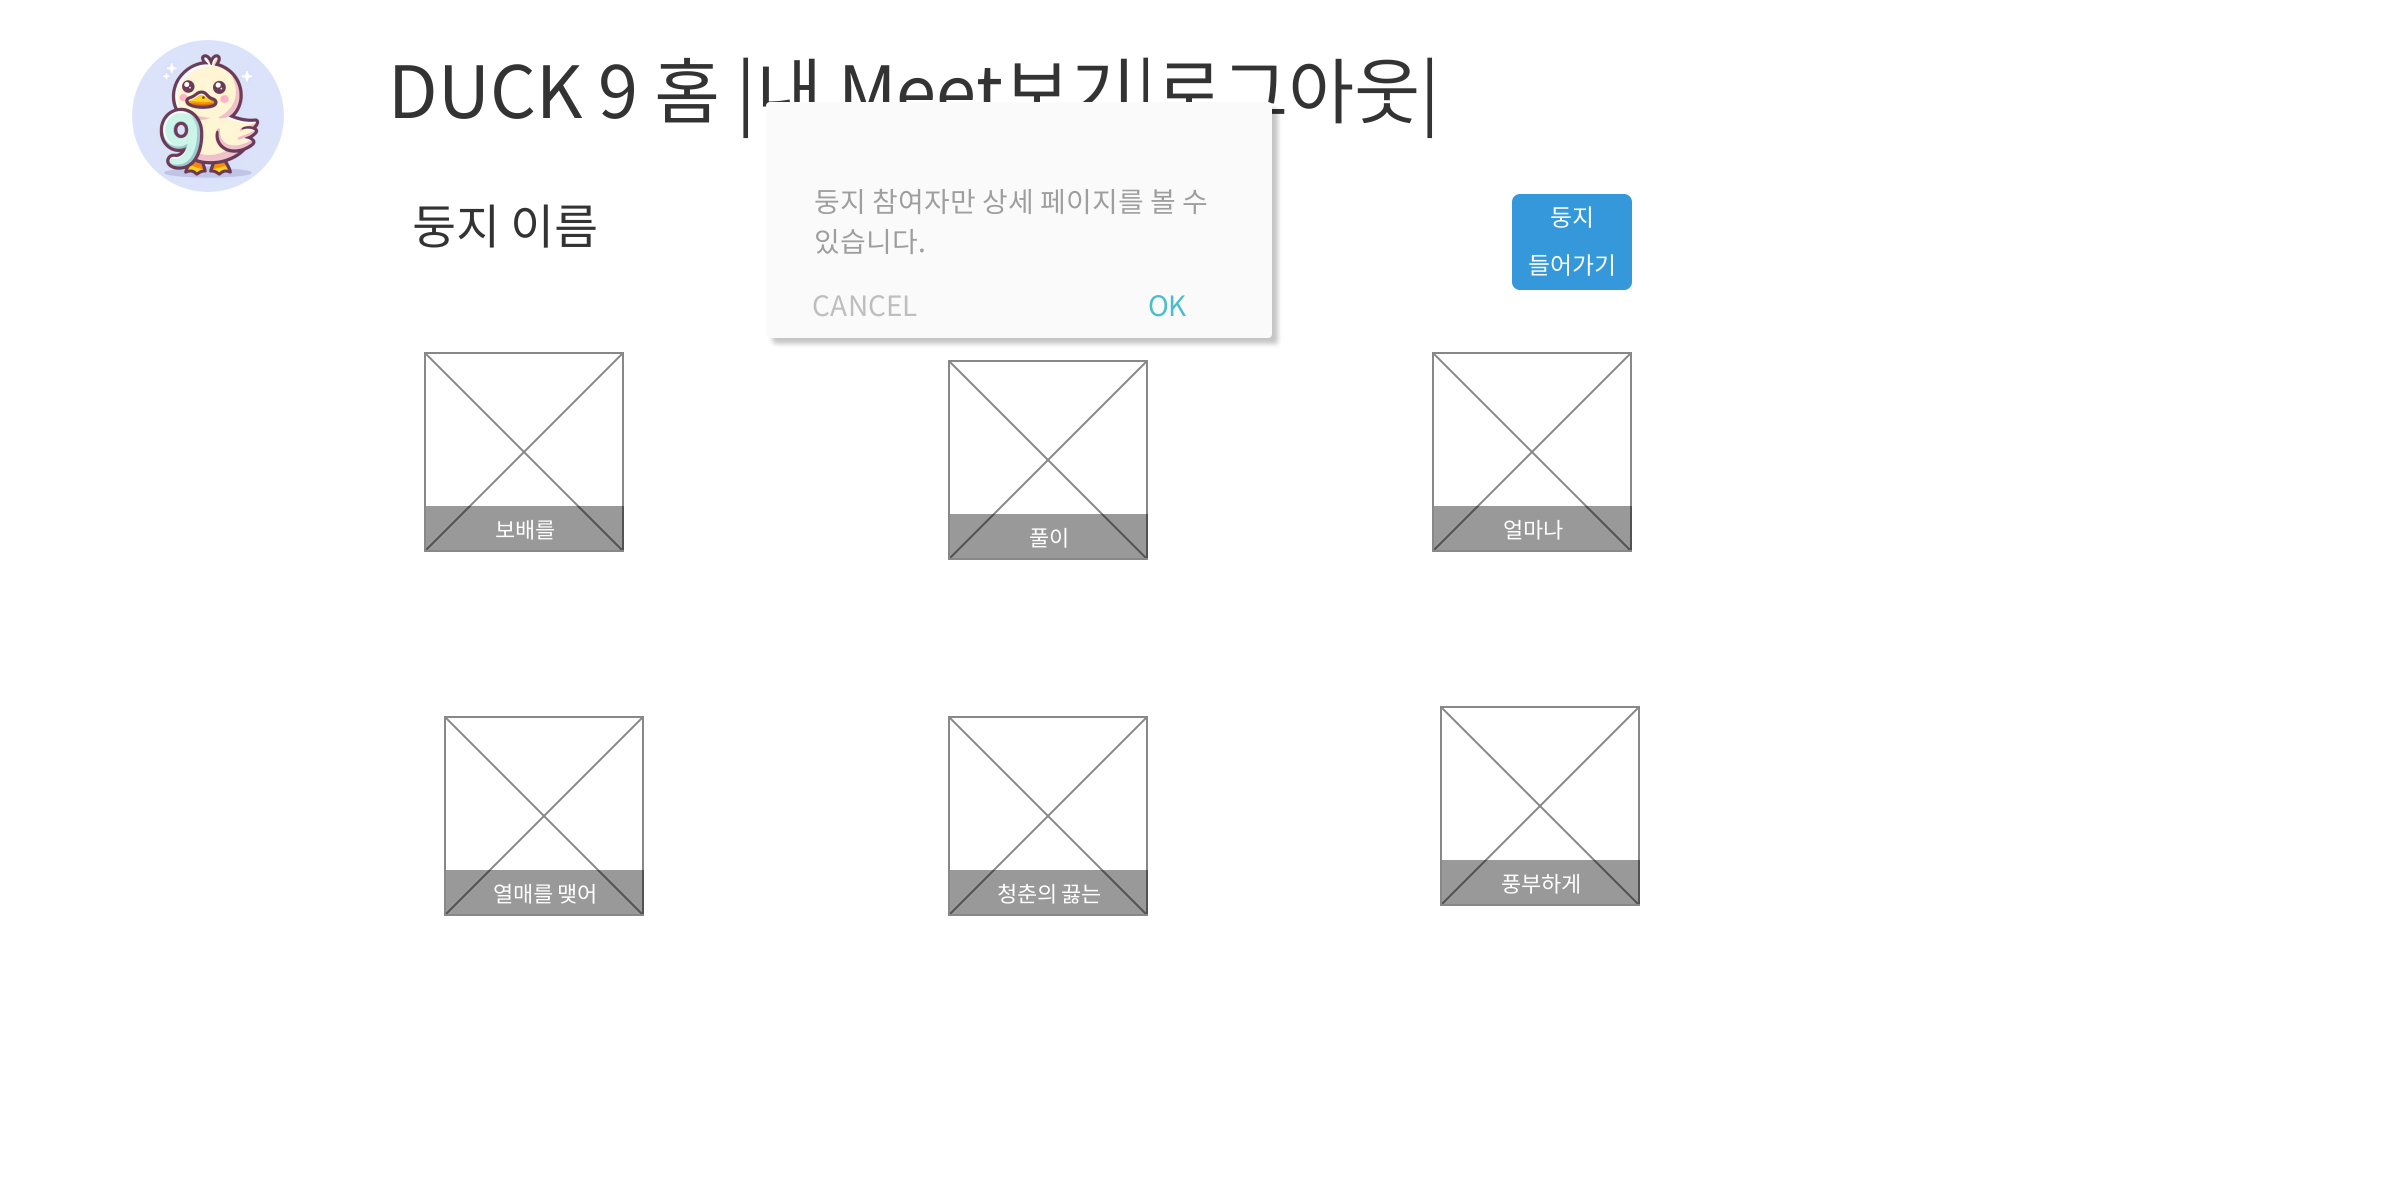 DUCK 9 홈 |내 Meet보기|로그아웃|
9
둥지 이름
둥지 참여자만 상세 페이지를 볼 수
있습니다.
CANCEL OK
둥지
들어가기
보배를
풀이
얼마나
열매를 맺어
청춘의 끓는
풍부하게